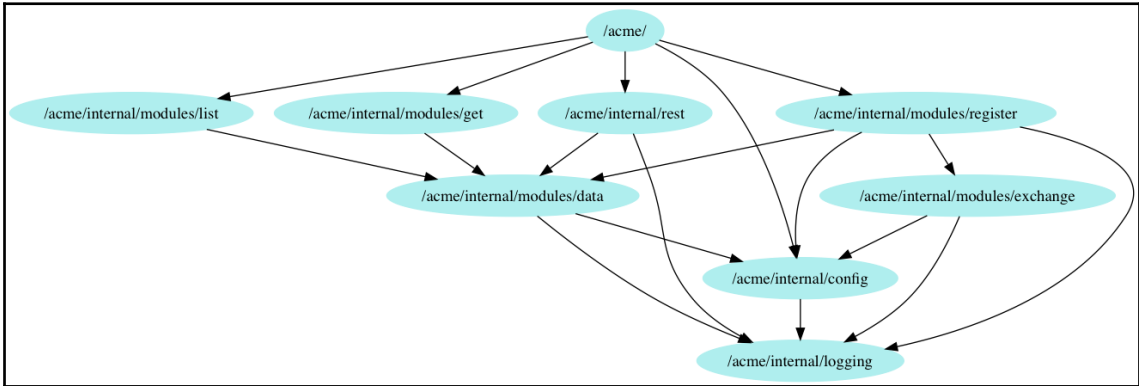 /acme/
/acme/internal/modules/list
/acme/internal/modules/get
/acme/internal/rest
/acme/internal/modules/register
/acme/internal/modules/data
/acme/internal/modules/exchange
/acme/internal/config
/acme/internal/logging